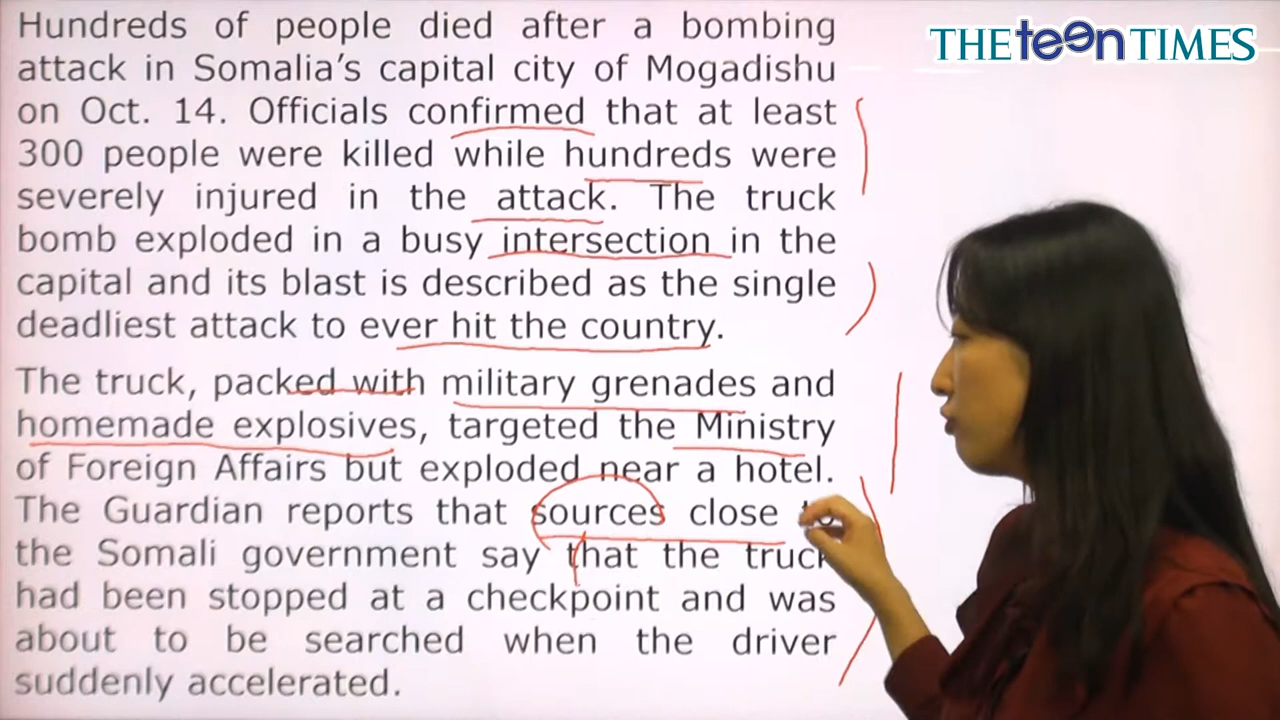 THE teen TIMES
Hundreds of people died after a bombing
attack in Somalia's capital city of Mogadishu
on Oct. 14. Officials confirmed that at least
300 people were killed while hundreds were
severely injured in the attack. The truck
bomb exploded in a busy intersection in the
capital and its blast is described as the single
deadliest attack to ever hit the country.
The truck, packed with military grenades and
homemade explosives, targeted the Ministry
of Foreign Affairs but exploded near a hotel.
The Guardian reports that sources close to
the Somali government say that the truck
had been stopped at a checkpoint and was
about to be searched when the driver
suddenly accelerated.